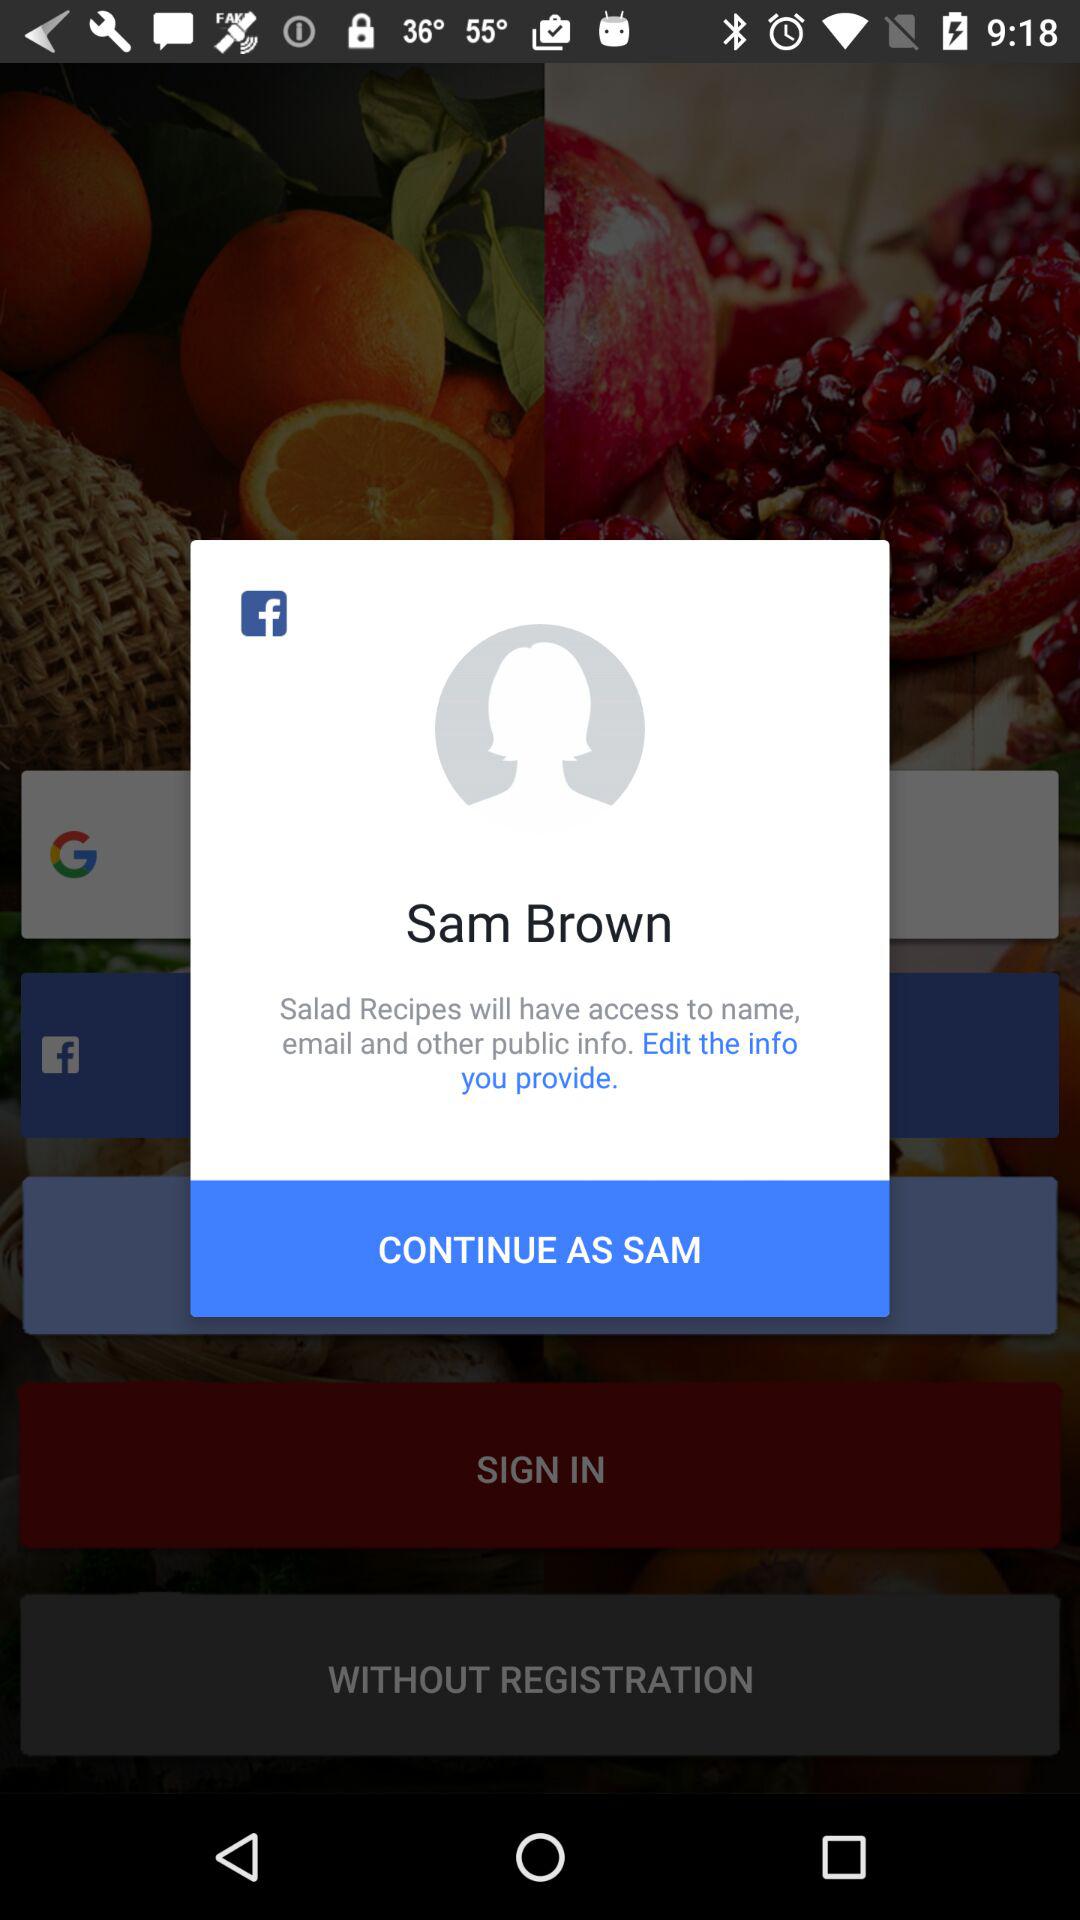 FAKE
36° 55° 9:18
Sam Brown
Salad Recipes will have access to name,
email and other public info. Edit the info
you provide.
CONTINUE AS SAM
SIGN IN
WITHOUT REGISTRATION